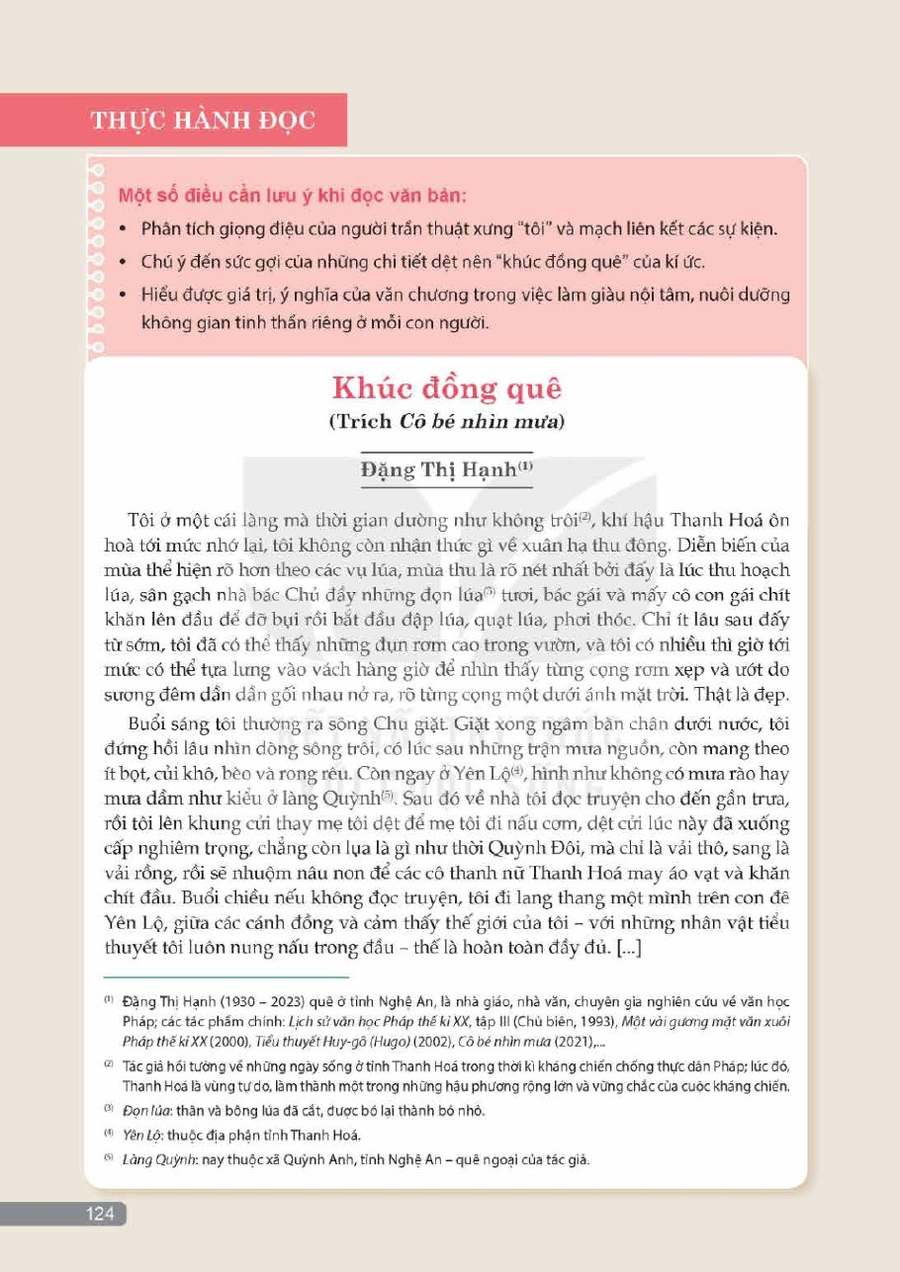 THỰC HÀNH ĐỌC
Một số điều cần lưu ý khi đọc văn bản:
• Phân tích giọng điệu của người trần thuật xưng “tôi” và mạch liên kết các sự kiện.
• Chú ý đến sức gợi của những chi tiết dệt nên “khúc đồng quê” của kí ức.
• Hiểu được giá trị, ý nghĩa của văn chương trong việc làm giàu nội tâm, nuôi dưỡng
không gian tinh thần riêng ở mỗi con người.
Khúc đồng quê
(Trích Cô bé nhìn mưa)
Đặng Thị Hạnh(1)
Tôi ở một cái làng mà thời gian dường như không trôi(2), khí hậu Thanh Hoá ôn
hoà tới mức nhớ lại, tôi không còn nhận thức gì về xuân hạ thu đông. Diễn biến của
mùa thể hiện rõ hơn theo các vụ lúa, mùa thu là rõ nét nhất bởi đấy là lúc thu hoạch
lúa, sân gạch nhà bác Chủ đầy những đọn lúa(3) tươi, bác gái và mấy cô con gái chít
khăn lên đầu để đỡ bụi rồi bắt đầu đập lúa, quạt lúa, phơi thóc. Chỉ ít lâu sau đấy
từ sớm, tôi đã có thể thấy những đụn rơm cao trong vườn, và tôi có nhiều thì giờ tới
mức có thể tựa lưng vào vách hàng giờ để nhìn thấy từng cọng rơm xẹp và ướt do
sương đêm dần dần gối nhau nở ra, rõ từng cọng một dưới ánh mặt trời. Thật là đẹp.
Buổi sáng tôi thường ra sông Chu giặt. Giặt xong ngâm bàn chân dưới nước, tôi
đứng hồi lâu nhìn dòng sông trôi, có lúc sau những trận mưa nguồn, còn mang theo
ít bọt, củi khô, bèo và rong rêu. Còn ngay ở Yên Lộ(4), hình như không có mưa rào hay
mưa dầm như kiểu ở làng Quỳnh(5). Sau đó về nhà tôi đọc truyện cho đến gần trưa,
rồi tôi lên khung cửi thay mẹ tôi dệt để mẹ tôi đi nấu cơm, dệt cửi lúc này đã xuống
cấp nghiêm trọng, chẳng còn lụa là gì như thời Quỳnh Đôi, mà chỉ là vải thô, sang là
vải rồng, rồi sẽ nhuộm nâu non để các cô thanh nữ Thanh Hoá may áo vạt và khăn
chít đầu. Buổi chiều nếu không đọc truyện, tôi đi lang thang một mình trên con đê
Yên Lộ, giữa các cánh đồng và cảm thấy thế giới của tôi – với những nhân vật tiểu
thuyết tôi luôn nung nấu trong đầu – thế là hoàn toàn đầy đủ. [...]
(1) Đặng Thị Hạnh (1930 – 2023) quê ở tỉnh Nghệ An, là nhà giáo, nhà văn, chuyên gia nghiên cứu về văn học
Pháp; các tác phẩm chính: Lịch sử văn học Pháp thế kỉ XX, tập III (Chủ biên, 1993), Một vài gương mặt văn xuôi
Pháp thế kỉ XX (2000), Tiểu thuyết Huy-gô (Hugo) (2002), Cô bé nhìn mưa (2021),...
(2) Tác giả hồi tưởng về những ngày sống ở tỉnh Thanh Hoá trong thời kì kháng chiến chống thực dân Pháp; lúc đó,
Thanh Hoá là vùng tự do, làm thành một trong những hậu phương rộng lớn và vững chắc của cuộc kháng chiến.
(3) Đọn lúa: thân và bông lúa đã cắt, được bó lại thành bó nhỏ.
(4) Yên Lộ: thuộc địa phận tỉnh Thanh Hoá.
(5) Làng Quỳnh: nay thuộc xã Quỳnh Anh, tỉnh Nghệ An – quê ngoại của tác giả.
124
KẾT NỐI TRI THỨC
VỚI CUỘC SỐNG